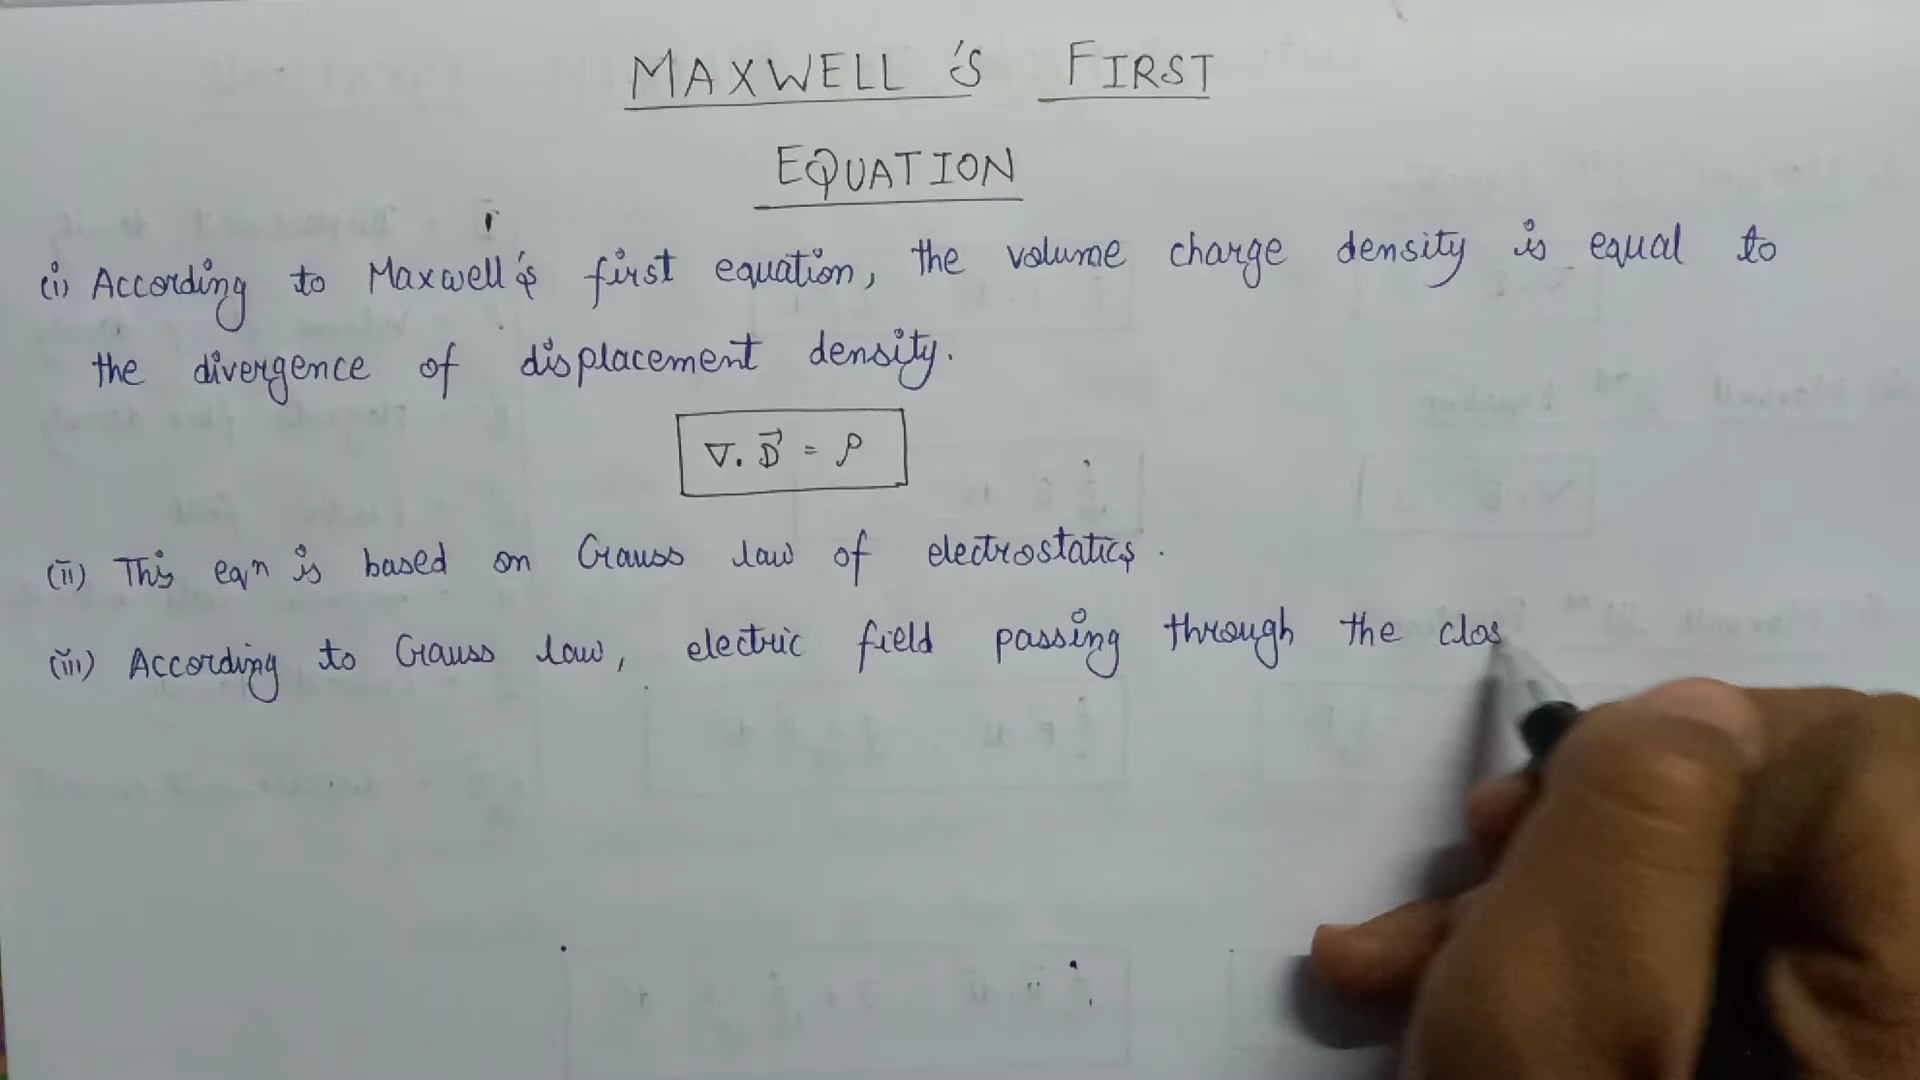 MAXWELL'S FIRST
EQUATION
(i) According to Maxwell's first equation, the volume charge density is equal to
the divergence of displacement density.
∇. D⃗ = ρ
(ii) This eqⁿ is based on Gauss law of electrostatics.
(iii) According to Gauss law, electric field passing through the clos